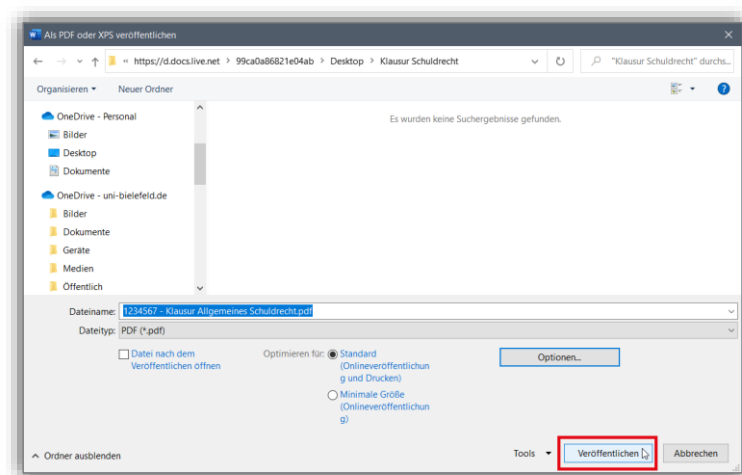 Als PDF oder XPS veröffentlichen
« https://d.docs.live.net > 99ca0a86821e04ab > Desktop > Klausur Schuldrecht
"Klausur Schuldrecht" durchs...
Organisieren Neuer Ordner
OneDrive - Personal
Bilder
Desktop
Dokumente
OneDrive - uni-bielefeld.de
Bilder
Dokumente
Geräte
Medien
Öffentlich
Es wurden keine Suchergebnisse gefunden.
Dateiname: 1234567 - Klausur Allgemeines Schuldrecht.pdf
Dateityp: PDF (*.pdf)
Datei nach dem
Veröffentlichen öffnen
Optimieren für: Standard
(Onlineveröffentlichun
g und Drucken)
Minimale Größe
(Onlineveröffentlichun
g)
Optionen...
Ordner ausblenden
Tools Veröffentlichen Abbrechen